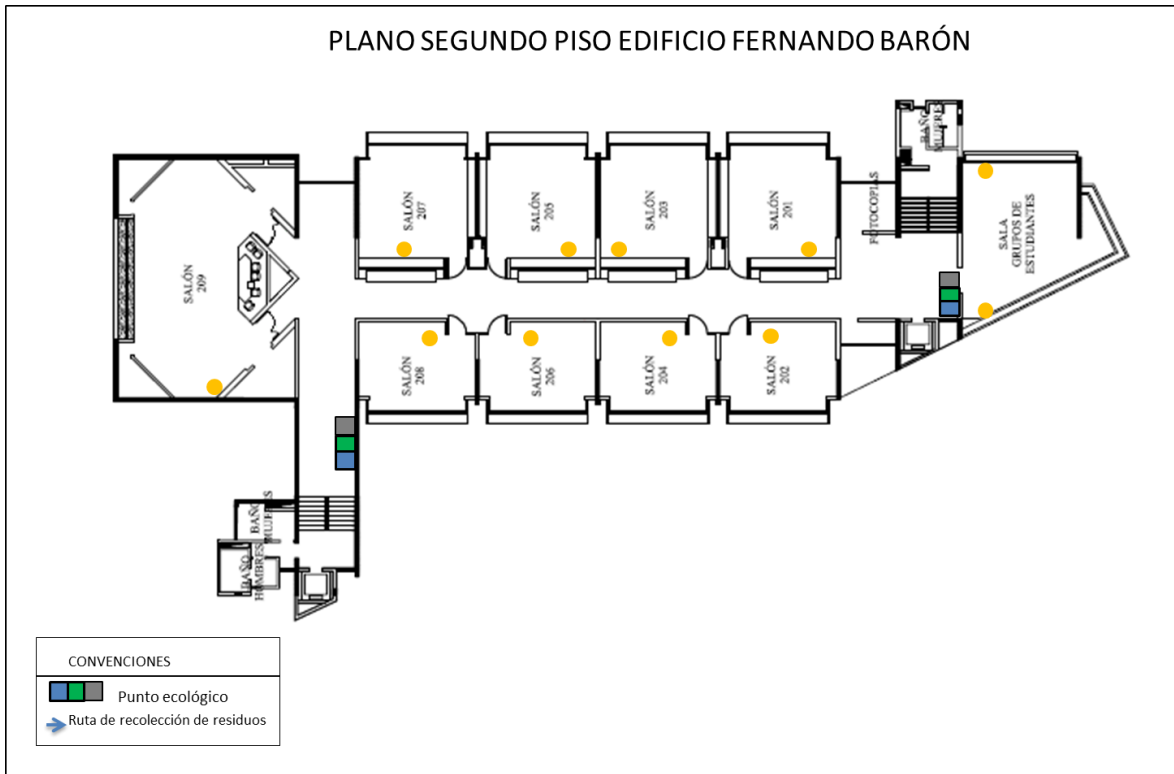 PLANO SEGUNDO PISO EDIFICIO FERNANDO BARÓN
BAÑO
MUJERES
SALÓN
207
SALÓN
205
SALÓN
203
SALÓN
201
FOTOCOPIAS
SALA
GRUPOS DE
ESTUDIANTES
SALÓN
209
SALÓN
208
SALÓN
206
SALÓN
204
SALÓN
202
BAÑO
MUJERES
BAÑO
HOMBRES
CONVENCIONES
Punto ecológico
Ruta de recolección de residuos